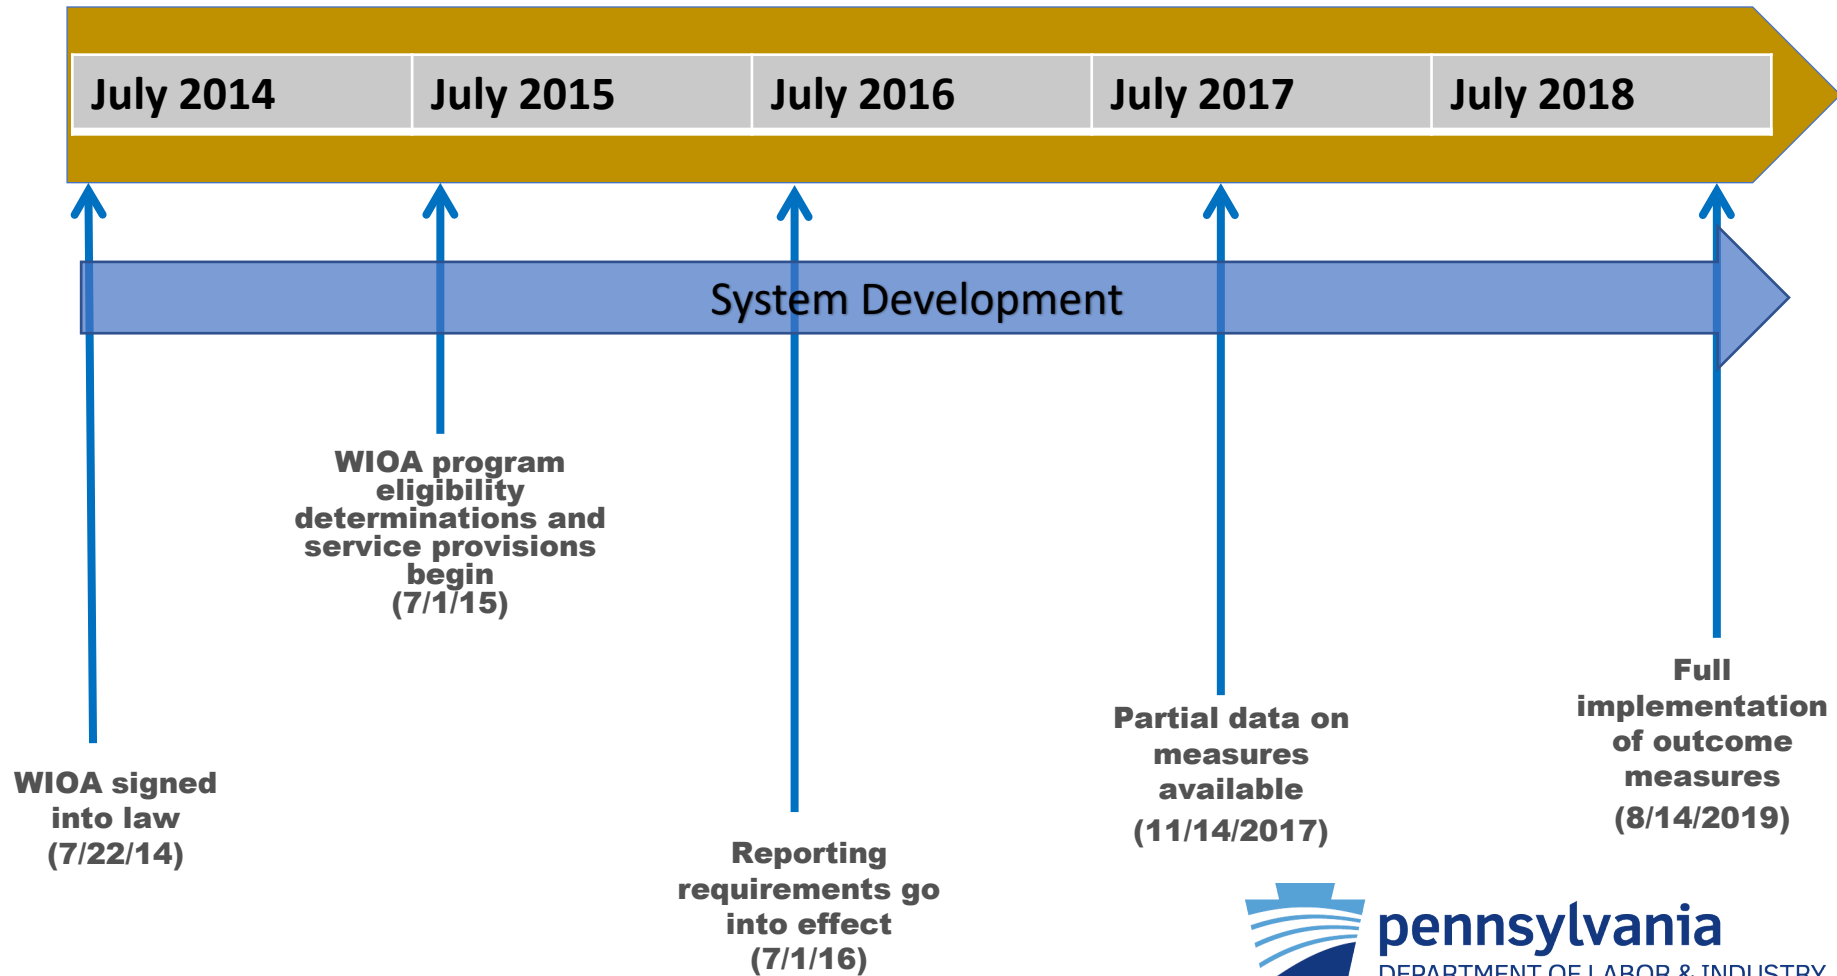 July 2014
July 2015
July 2016
July 2017
July 2018
System Development
WIOA signed
into law
(7/22/14)
WIOA program
eligibility
determinations and
service provisions
begin
(7/1/15)
Reporting
requirements go
into effect
(7/1/16)
Partial data on
measures
available
(11/14/2017)
Full
implementation
of outcome
measures
(8/14/2019)
pennsylvania
DEPARTMENT OF LABOR & INDUSTRY